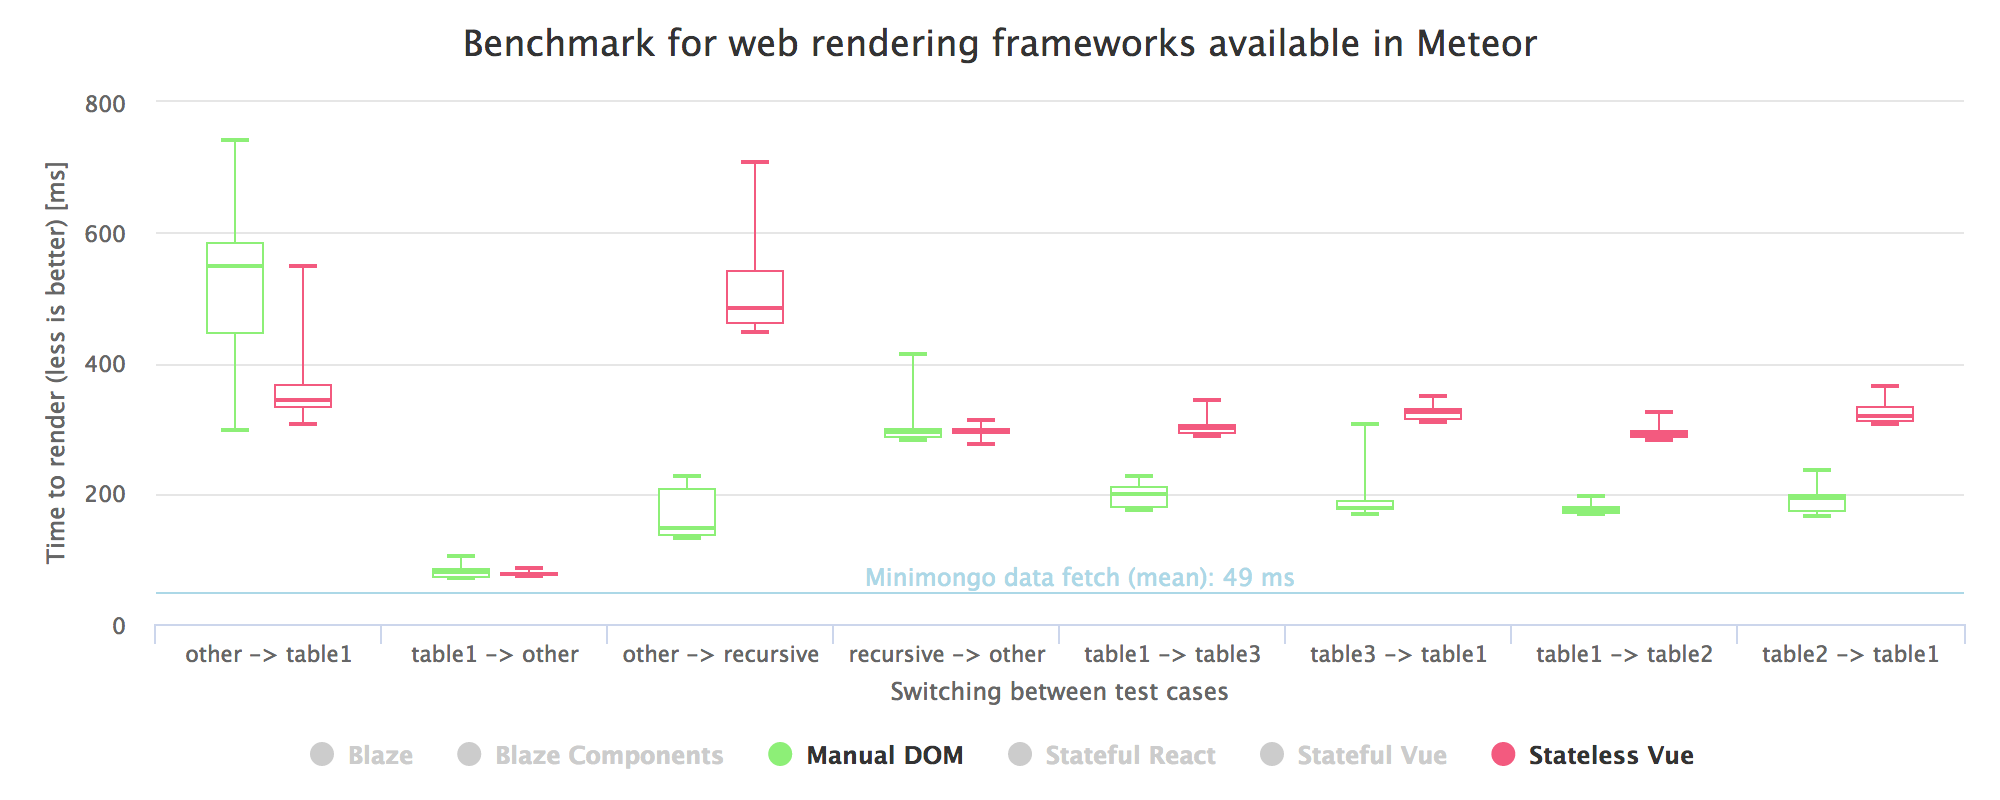 Benchmark for web rendering frameworks available in Meteor
Time to render (less is better) [ms]
800
600
400
200
0
Minimongo data fetch (mean): 49 ms
other -> table1
table1 -> other
other -> recursive
recursive -> other
table1 -> table3
table3 -> table1
table1 -> table2
table2 -> table1
Switching between test cases
Blaze
Blaze Components
Manual DOM
Stateful React
Stateful Vue
Stateless Vue